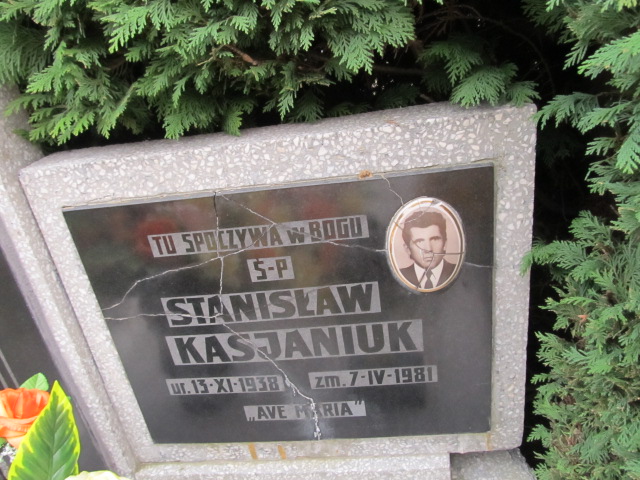 TU SPOCZYWA W BOGU
Ś-P
STANISŁAW
KASJANIUK
ur. 13-XI-1938 zm. 7-IV-1981
„AVE MARIA”